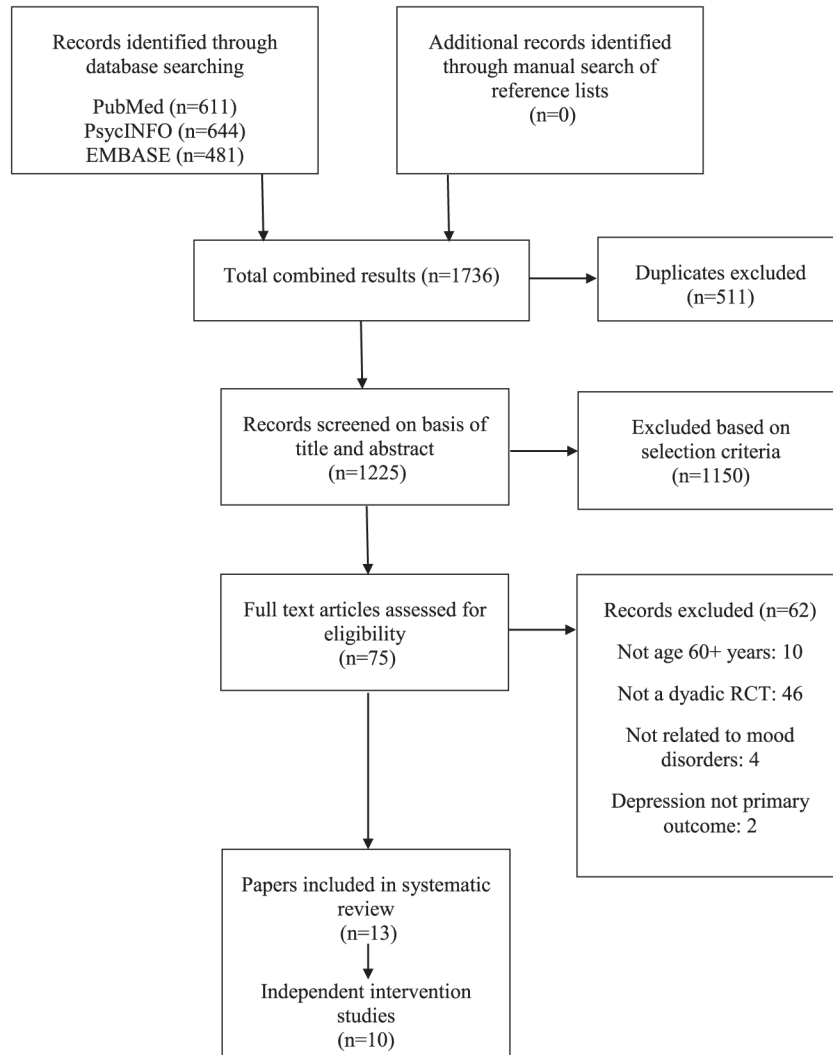 Records identified through
database searching
PubMed (n=611)
PsycINFO (n=644)
EMBASE (n=481)
Additional records identified
through manual search of
reference lists
(n=0)
Total combined results (n=1736)
Duplicates excluded
(n=511)
Records screened on basis of
title and abstract
(n=1225)
Excluded based on
selection criteria
(n=1150)
Full text articles assessed for
eligibility
(n=75)
Records excluded (n=62)
Not age 60+ years: 10
Not a dyadic RCT: 46
Not related to mood
disorders: 4
Depression not primary
outcome: 2
Papers included in systematic
review
(n=13)
Independent intervention
studies
(n=10)